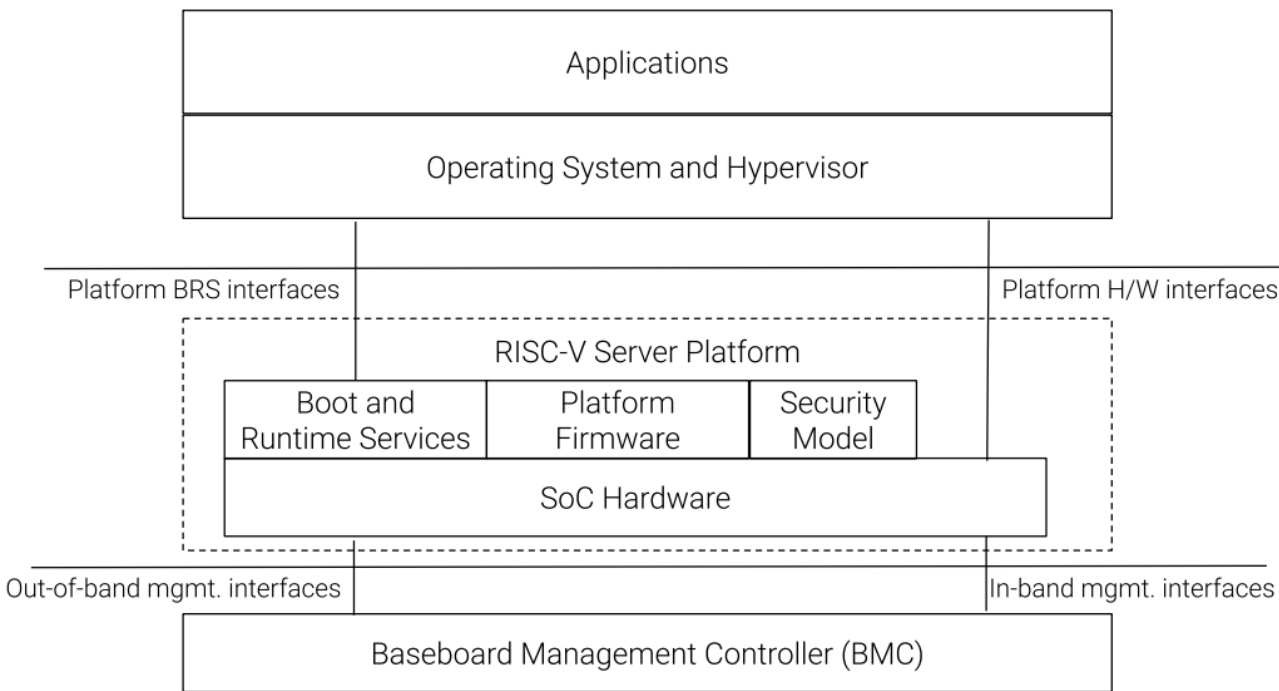 Applications
Operating System and Hypervisor
Platform BRS interfaces
Platform H/W interfaces
RISC-V Server Platform
Boot and
Runtime Services
Platform
Firmware
Security
Model
SoC Hardware
Out-of-band mgmt. interfaces
In-band mgmt. interfaces
Baseboard Management Controller (BMC)